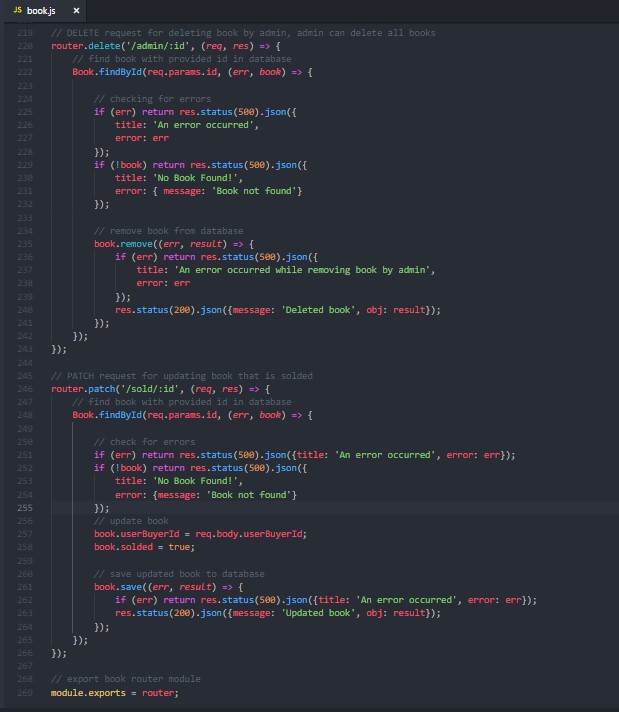 JS book.js ×
219 // DELETE request for deleting book by admin, admin can delete all books
220 router.delete('/admin/:id', (req, res) => {
221     // find book with provided id in database
222     Book.findById(req.params.id, (err, book) => {
223
224         // checking for errors
225         if (err) return res.status(500).json({
226             title: 'An error occurred',
227             error: err
228         });
229         if (!book) return res.status(500).json({
230             title: 'No Book Found!',
231             error: { message: 'Book not found'}
232         });
233
234         // remove book from database
235         book.remove((err, result) => {
236             if (err) return res.status(500).json({
237                 title: 'An error occurred while removing book by admin',
238                 error: err
239             });
240             res.status(200).json({message: 'Deleted book', obj: result});
241         });
242     });
243 });
244
245 // PATCH request for updating book that is solded
246 router.patch('/sold/:id', (req, res) => {
247     // find book with provided id in database
248     Book.findById(req.params.id, (err, book) => {
249
250         // check for errors
251         if (err) return res.status(500).json({title: 'An error occurred', error: err});
252         if (!book) return res.status(500).json({
253             title: 'No Book Found!',
254             error: {message: 'Book not found'}
255         });
256         // update book
257         book.userBuyerId = req.body.userBuyerId;
258         book.solded = true;
259
260         // save updated book to database
261         book.save((err, result) => {
262             if (err) return res.status(500).json({title: 'An error occurred', error: err});
263             res.status(200).json({message: 'Updated book', obj: result});
264         });
265     });
266 });
267
268 // export book router module
269 module.exports = router;